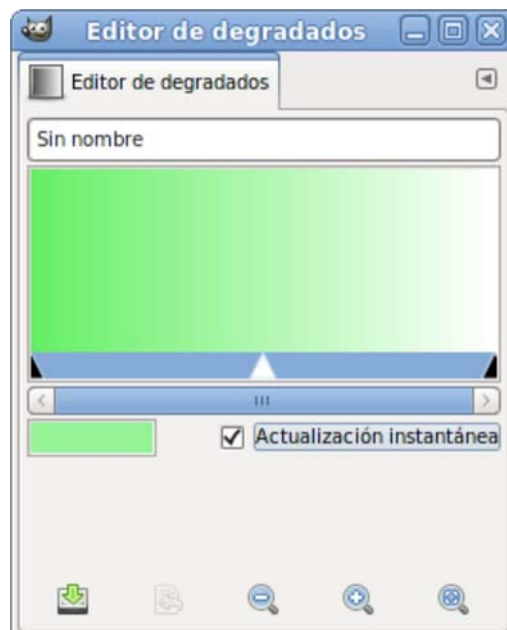 Editor de degradados
Editor de degradados
Sin nombre
Actualización instantánea